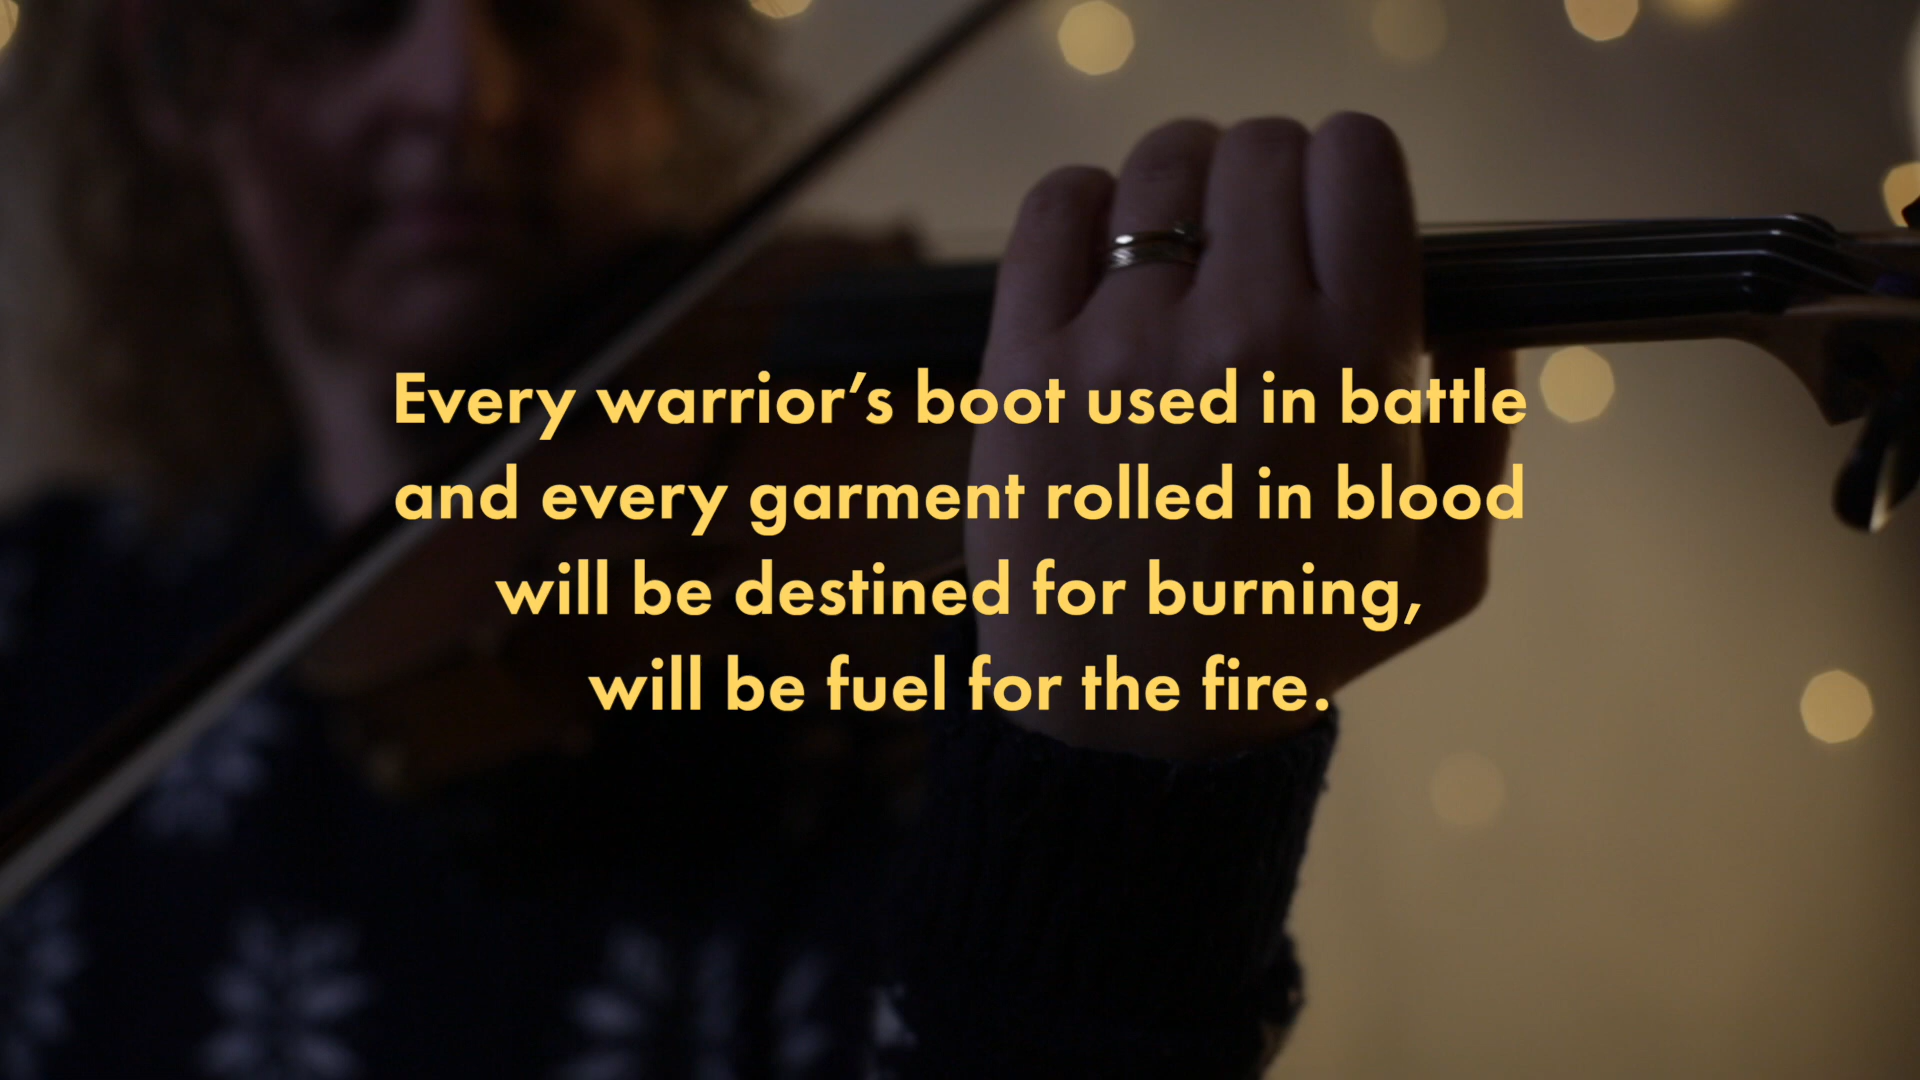 Every warrior’s boot used in battle
and every garment rolled in blood
will be destined for burning,
will be fuel for the fire.